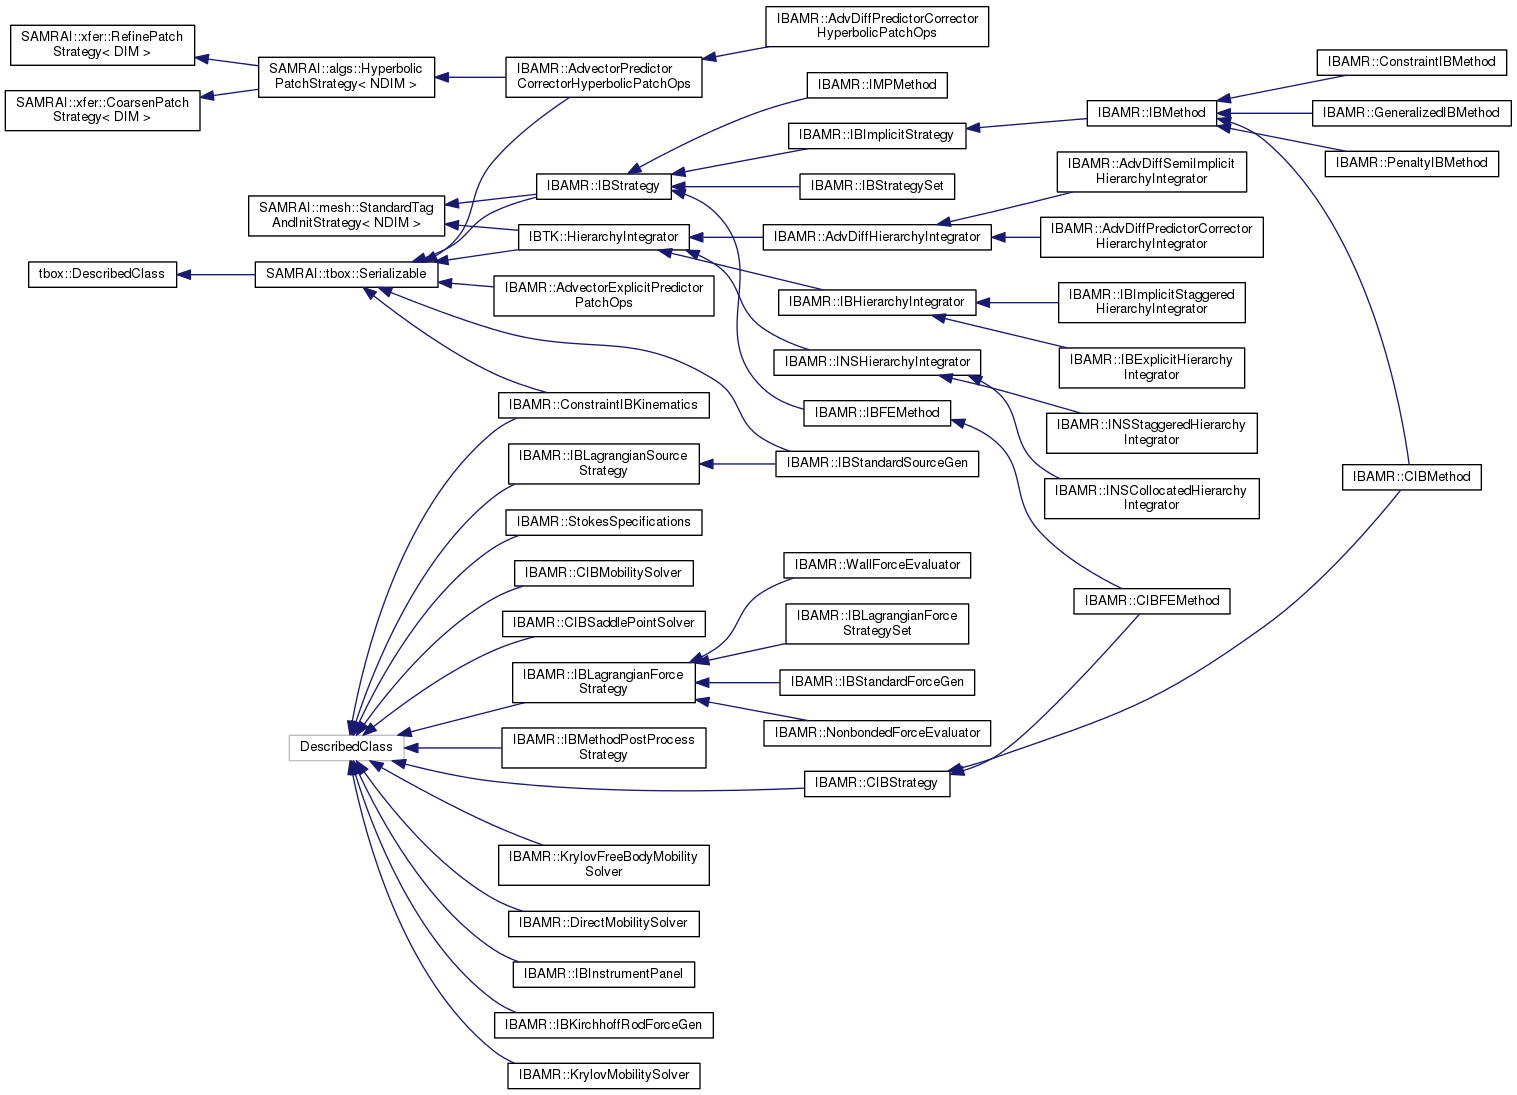 SAMRAI::xfer::RefinePatch
Strategy< DIM >
SAMRAI::xfer::CoarsenPatch
Strategy< DIM >
tbox::DescribedClass
SAMRAI::algs::Hyperbolic
PatchStrategy< NDIM >
SAMRAI::mesh::StandardTag
AndInitStrategy< NDIM >
SAMRAI::tbox::Serializable
DescribedClass
IBAMR::AdvectorPredictor
CorrectorHyperbolicPatchOps
IBAMR::IBStrategy
IBTK::HierarchyIntegrator
IBAMR::AdvectorExplicitPredictor
PatchOps
IBAMR::ConstraintIBKinematics
IBAMR::IBLagrangianSource
Strategy
IBAMR::StokesSpecifications
IBAMR::CIBMobilitySolver
IBAMR::CIBSaddlePointSolver
IBAMR::IBLagrangianForce
Strategy
IBAMR::IBMethodPostProcess
Strategy
IBAMR::KrylovFreeBodyMobility
Solver
IBAMR::DirectMobilitySolver
IBAMR::IBInstrumentPanel
IBAMR::IBKirchhoffRodForceGen
IBAMR::KrylovMobilitySolver
IBAMR::AdvDiffPredictorCorrector
HyperbolicPatchOps
IBAMR::IMPMethod
IBAMR::IBImplicitStrategy
IBAMR::IBStrategySet
IBAMR::AdvDiffHierarchyIntegrator
IBAMR::IBHierarchyIntegrator
IBAMR::INSHierarchyIntegrator
IBAMR::IBFEMethod
IBAMR::IBStandardSourceGen
IBAMR::WallForceEvaluator
IBAMR::IBLagrangianForce
StrategySet
IBAMR::IBStandardForceGen
IBAMR::NonbondedForceEvaluator
IBAMR::CIBStrategy
IBAMR::IBMethod
IBAMR::AdvDiffSemiImplicit
HierarchyIntegrator
IBAMR::AdvDiffPredictorCorrector
HierarchyIntegrator
IBAMR::IBImplicitStaggered
HierarchyIntegrator
IBAMR::IBExplicitHierarchy
Integrator
IBAMR::INSStaggeredHierarchy
Integrator
IBAMR::INSCollocatedHierarchy
Integrator
IBAMR::CIBFEMethod
IBAMR::ConstraintIBMethod
IBAMR::GeneralizedIBMethod
IBAMR::PenaltyIBMethod
IBAMR::CIBMethod